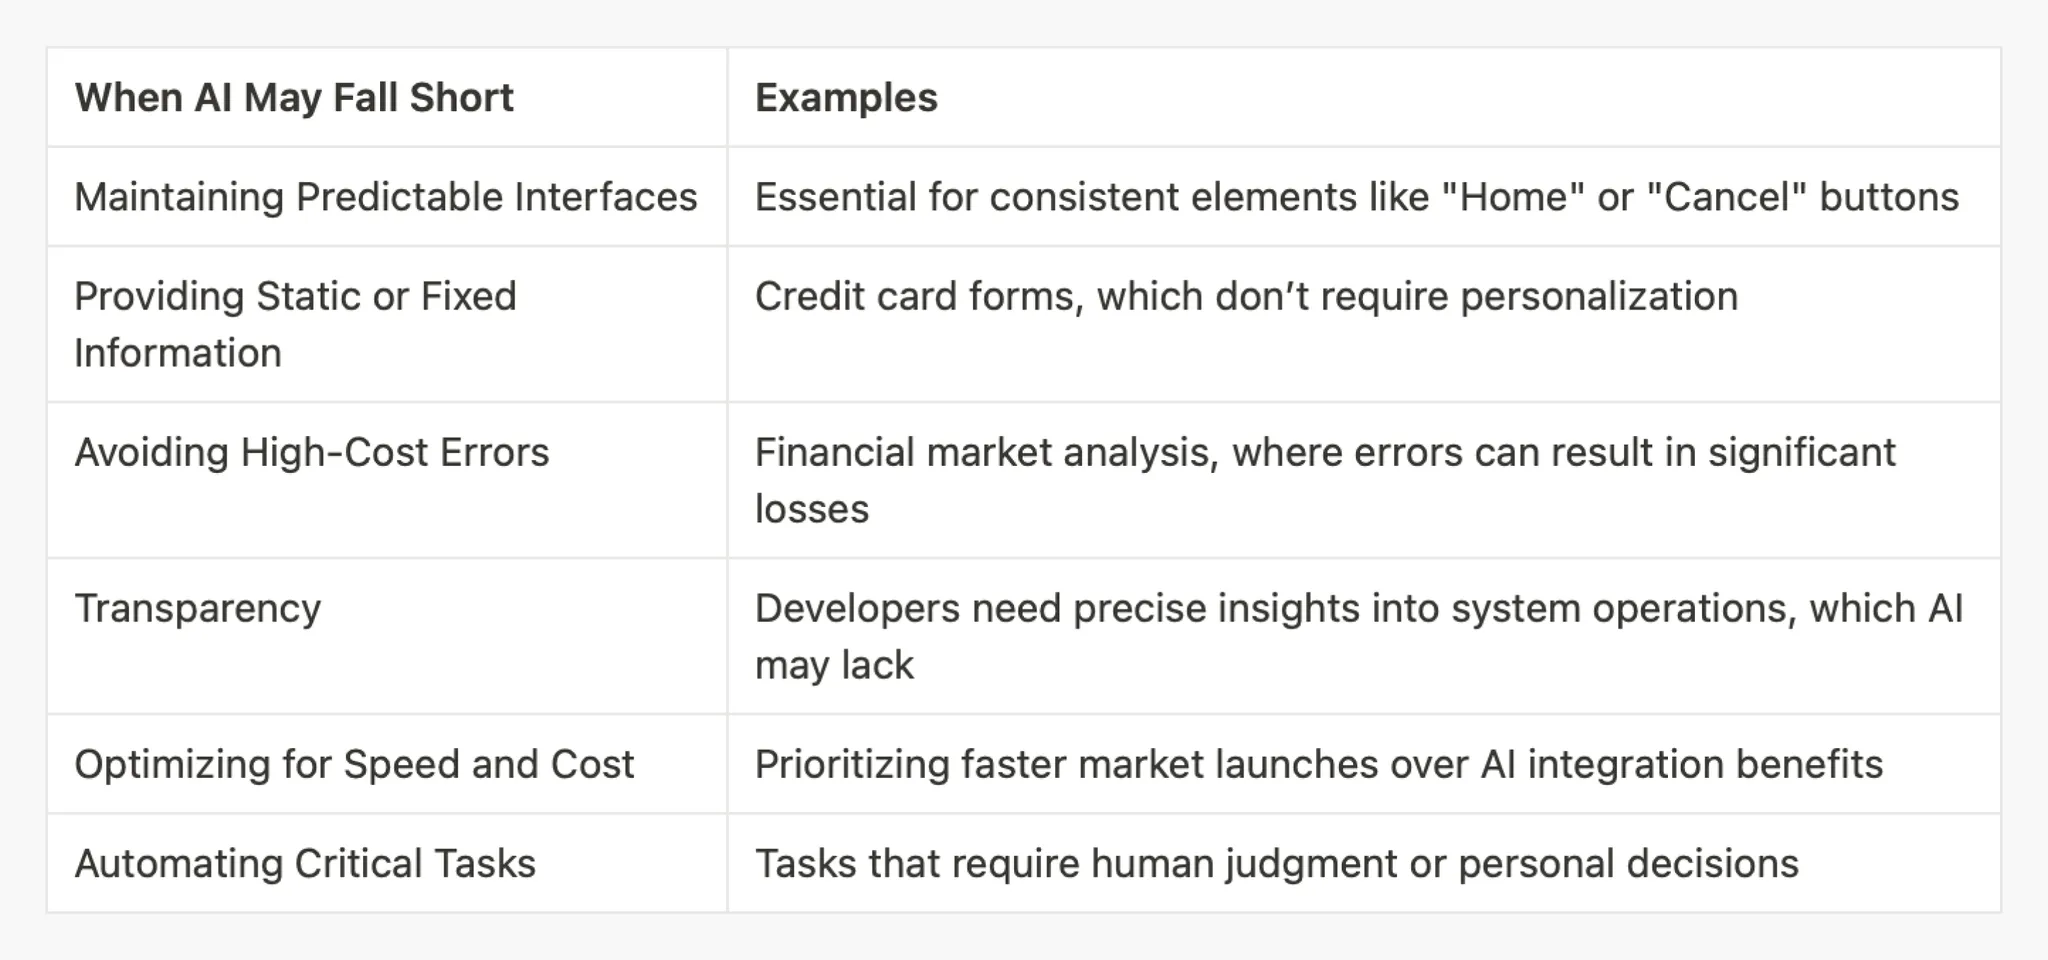 When AI May Fall Short
Examples
Maintaining Predictable Interfaces
Essential for consistent elements like "Home" or "Cancel" buttons
Providing Static or Fixed
Information
Credit card forms, which don’t require personalization
Avoiding High-Cost Errors
Financial market analysis, where errors can result in significant
losses
Transparency
Developers need precise insights into system operations, which AI
may lack
Optimizing for Speed and Cost
Prioritizing faster market launches over AI integration benefits
Automating Critical Tasks
Tasks that require human judgment or personal decisions